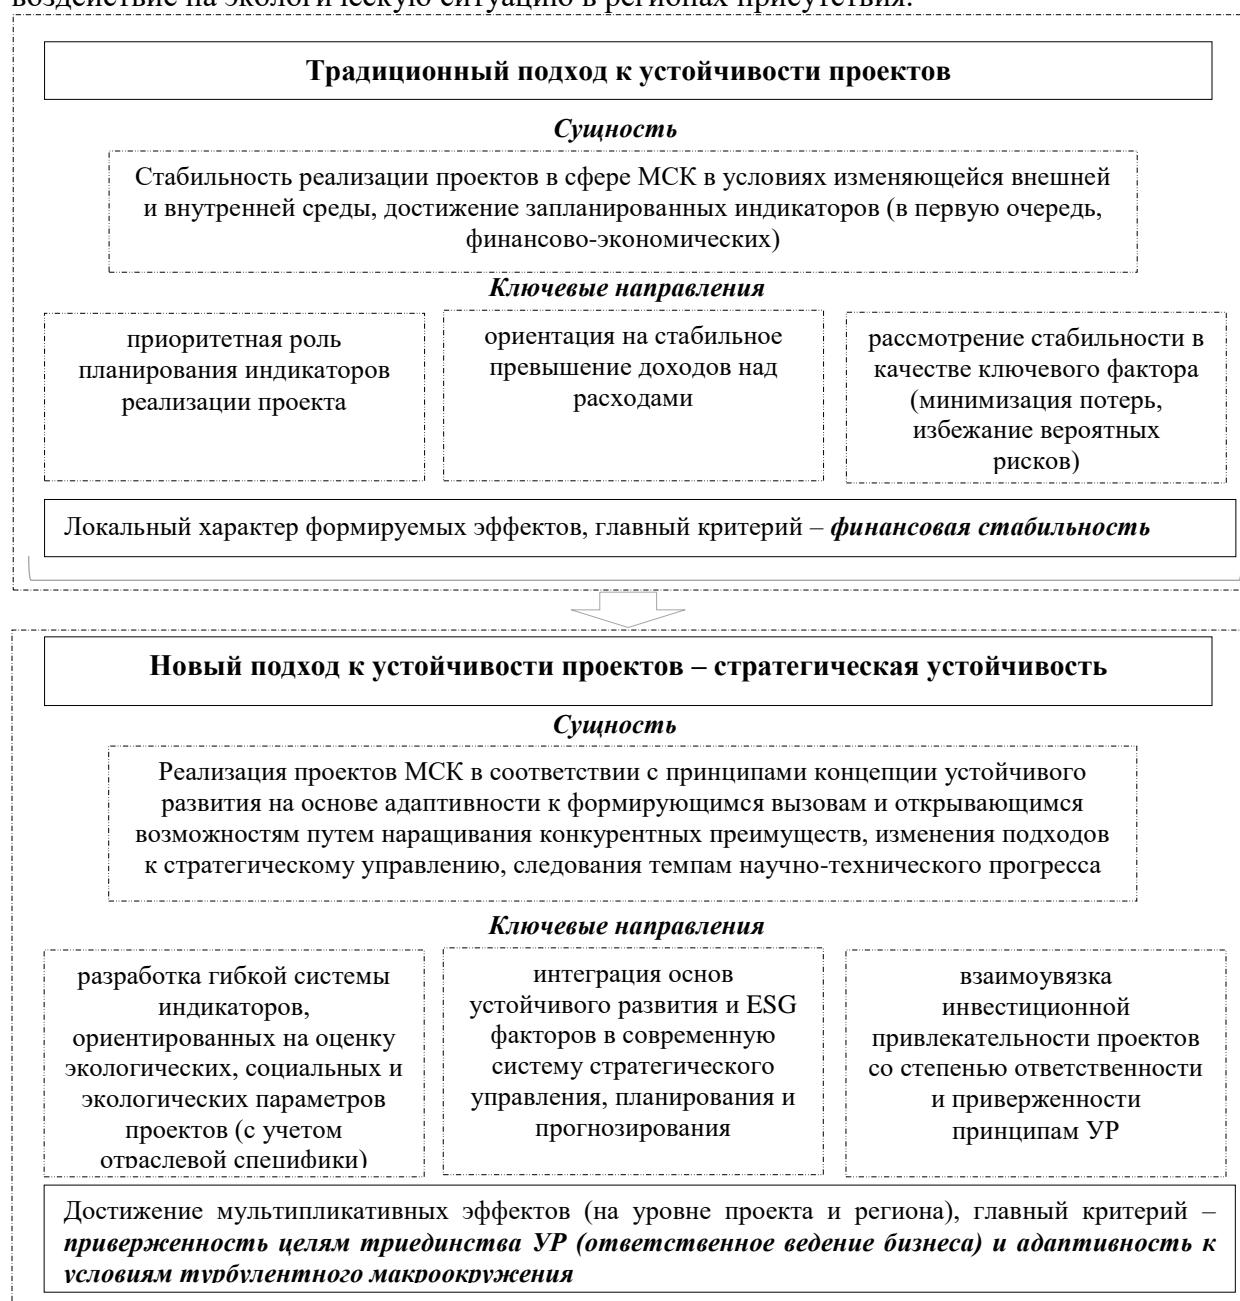 воздействие на экологическую ситуацию в регионах присутствия.
Традиционный подход к устойчивости проектов
Сущность
Стабильность реализации проектов в сфере МСК в условиях изменяющейся внешней
и внутренней среды, достижение запланированных индикаторов (в первую очередь,
финансово-экономических)
Ключевые направления
приоритетная роль
планирования индикаторов
реализации проекта
ориентация на стабильное
превышение доходов над
расходами
рассмотрение стабильности в
качестве ключевого фактора
(минимизация потерь,
избежание вероятных
рисков)
Локальный характер формируемых эффектов, главный критерий – финансовая стабильность
Новый подход к устойчивости проектов – стратегическая устойчивость
Сущность
Реализация проектов МСК в соответствии с принципами концепции устойчивого
развития на основе адаптивности к формирующимся вызовам и открывающимся
возможностям путем наращивания конкурентных преимуществ, изменения подходов
к стратегическому управлению, следования темпам научно-технического прогресса
Ключевые направления
разработка гибкой системы
индикаторов,
ориентированных на оценку
экологических, социальных и
экологических параметров
проектов (с учетом
отраслевой специфики)
интеграция основ
устойчивого развития и ESG
факторов в современную
систему стратегического
управления, планирования и
прогнозирования
взаимоувязка
инвестиционной
привлекательности проектов
со степенью ответственности
и приверженности
принципам УР
Достижение мультипликативных эффектов (на уровне проекта и региона), главный критерий –
приверженность целям триединства УР (ответственное ведение бизнеса) и адаптивность к
условиям турбулентного макроокружения